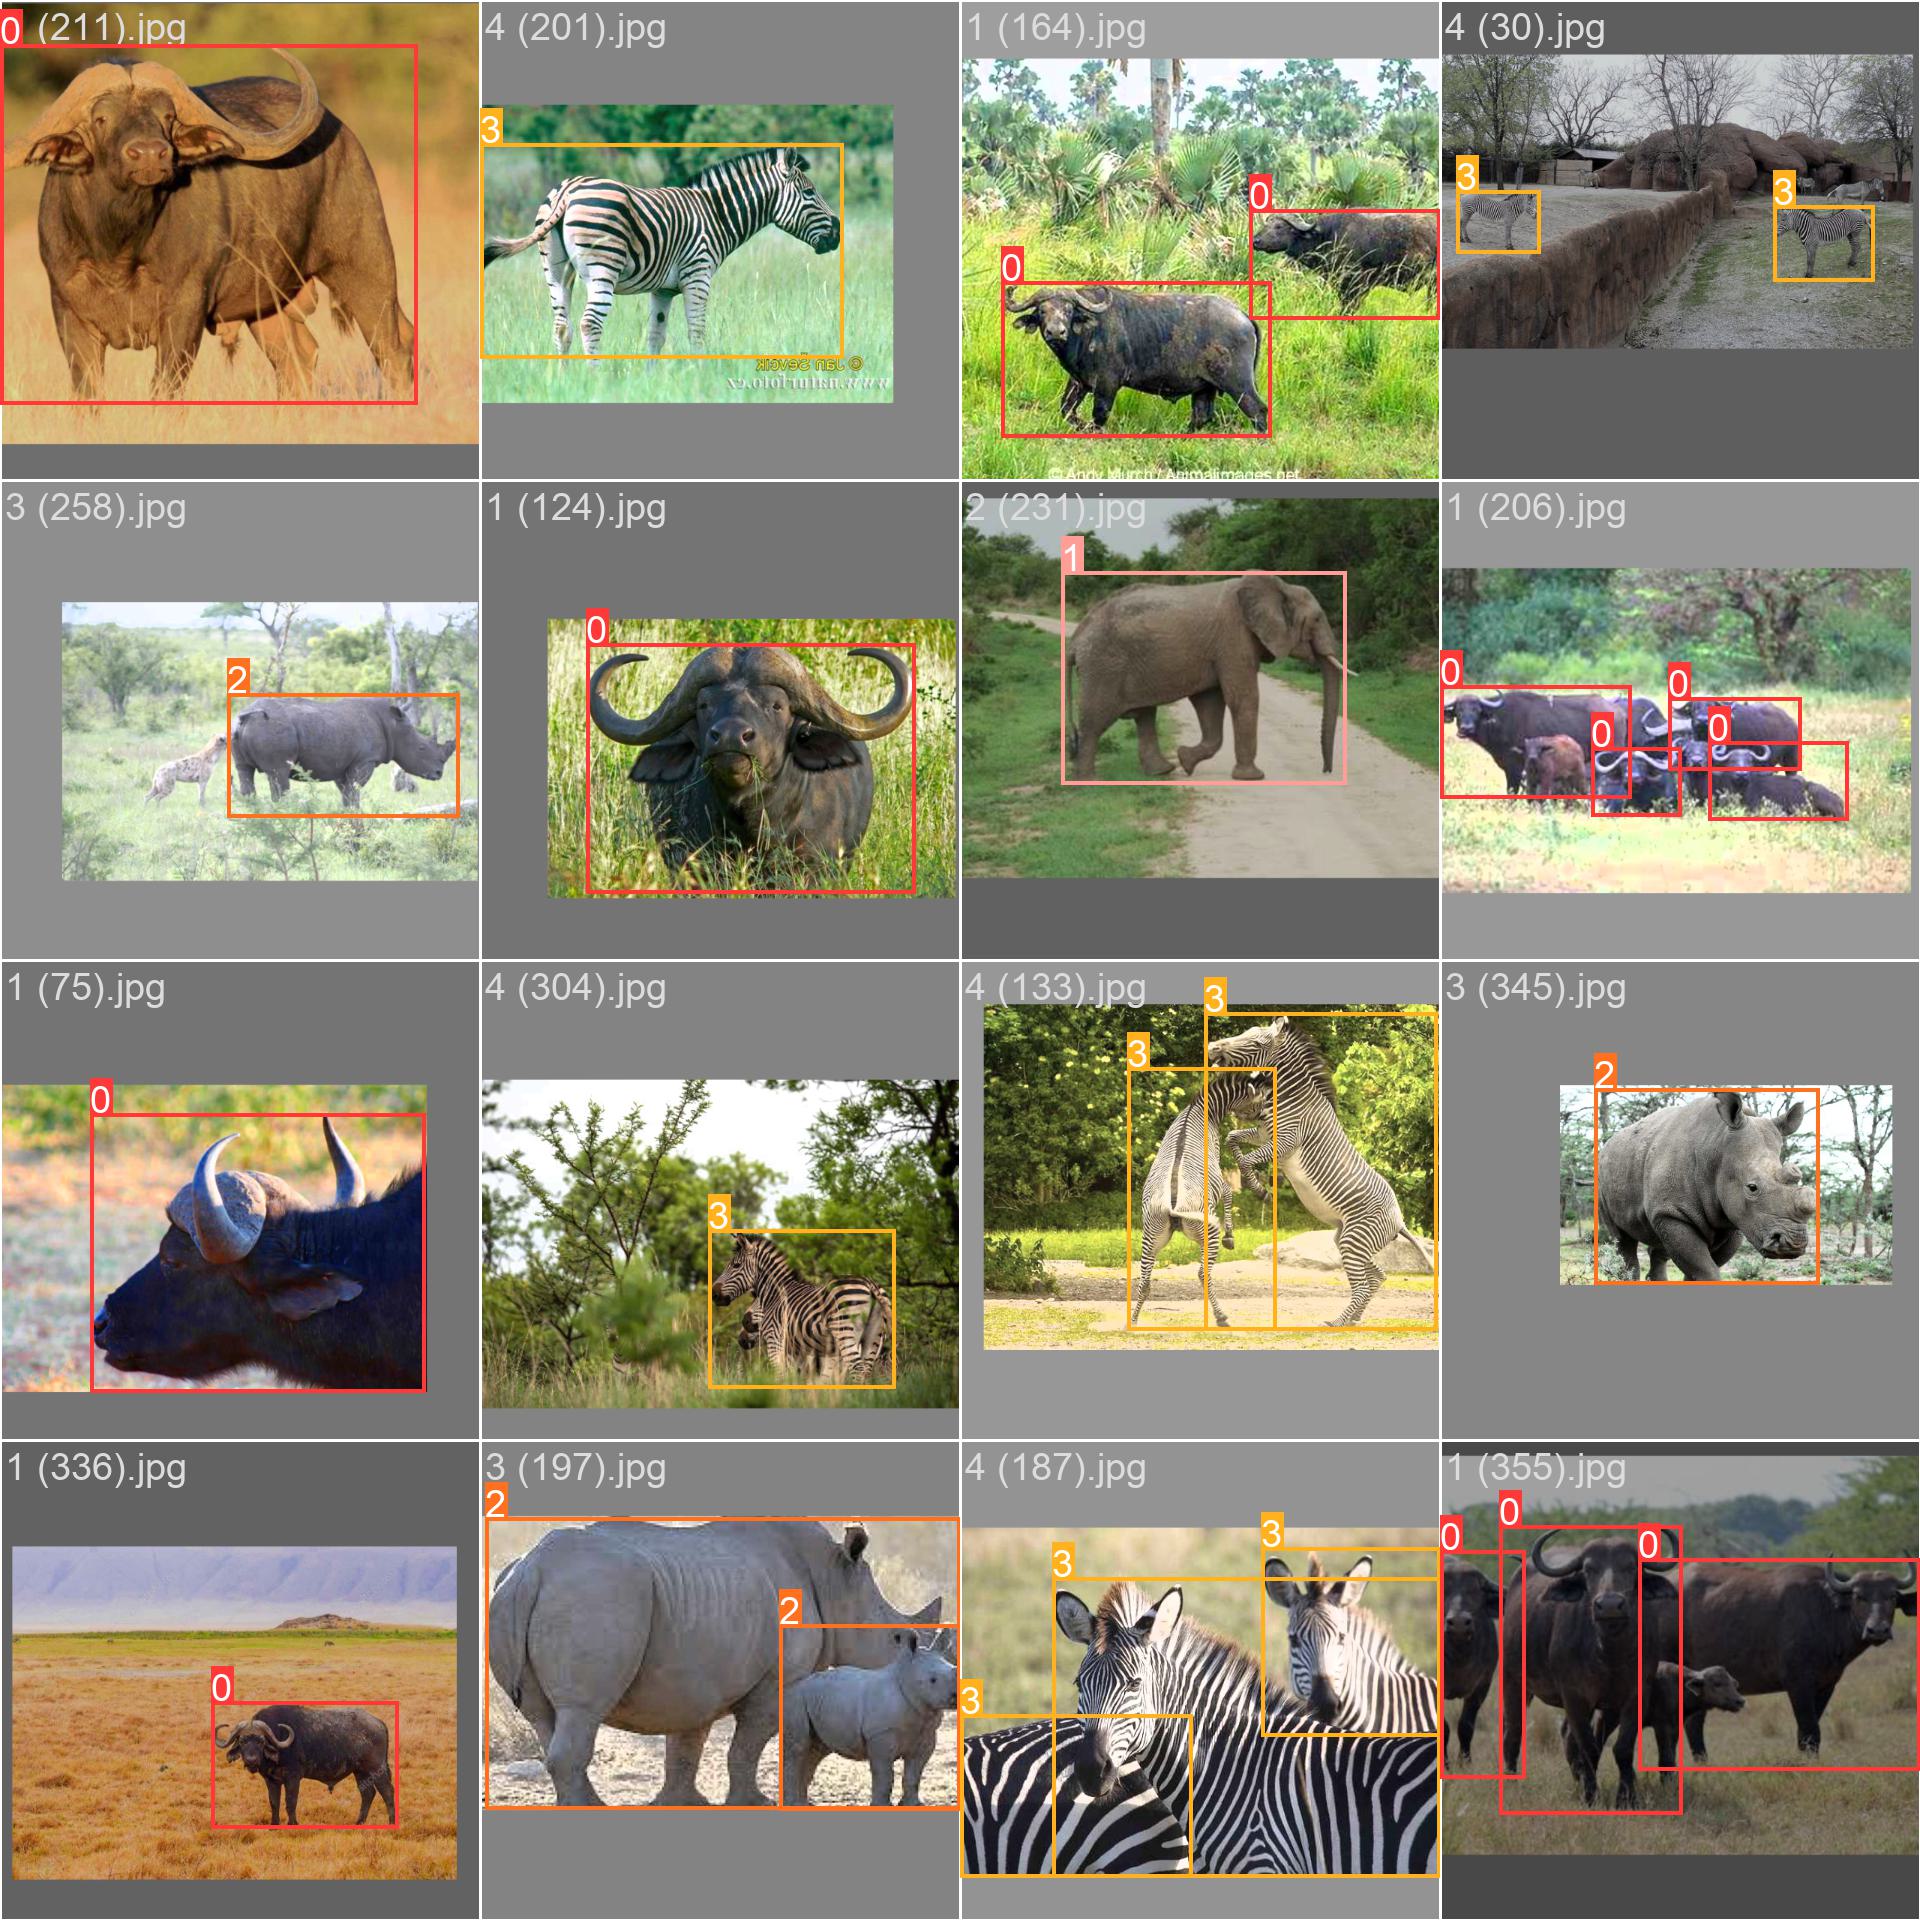 0 (211).jpg
4 (201).jpg
1 (164).jpg
4 (30).jpg
3
0
0
3
3
© Jan Ševčík
www.naturfoto.cz
© Andy Murch / Animalimages.net
3 (258).jpg
1 (124).jpg
2 (231).jpg
1 (206).jpg
2
0
1
0
0
0
0
1 (75).jpg
4 (304).jpg
4 (133).jpg
3 (345).jpg
0
3
3
3
2
1 (336).jpg
3 (197).jpg
4 (187).jpg
1 (355).jpg
0
2
2
3
3
3
0
0
0